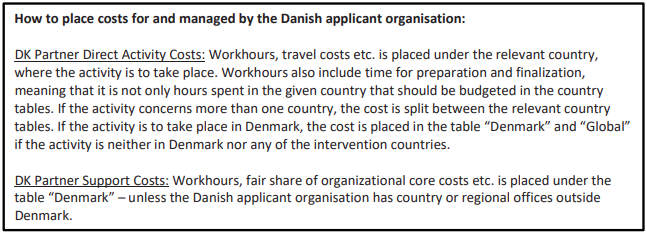 How to place costs for and managed by the Danish applicant organisation:
DK Partner Direct Activity Costs: Workhours, travel costs etc. is placed under the relevant country,
where the activity is to take place. Workhours also include time for preparation and finalization,
meaning that it is not only hours spent in the given country that should be budgeted in the country
tables. If the activity concerns more than one country, the cost is split between the relevant country
tables. If the activity is to take place in Denmark, the cost is placed in the table “Denmark” and “Global”
if the activity is neither in Denmark nor any of the intervention countries.
DK Partner Support Costs: Workhours, fair share of organizational core costs etc. is placed under the
table “Denmark” – unless the Danish applicant organisation has country or regional offices outside
Denmark.